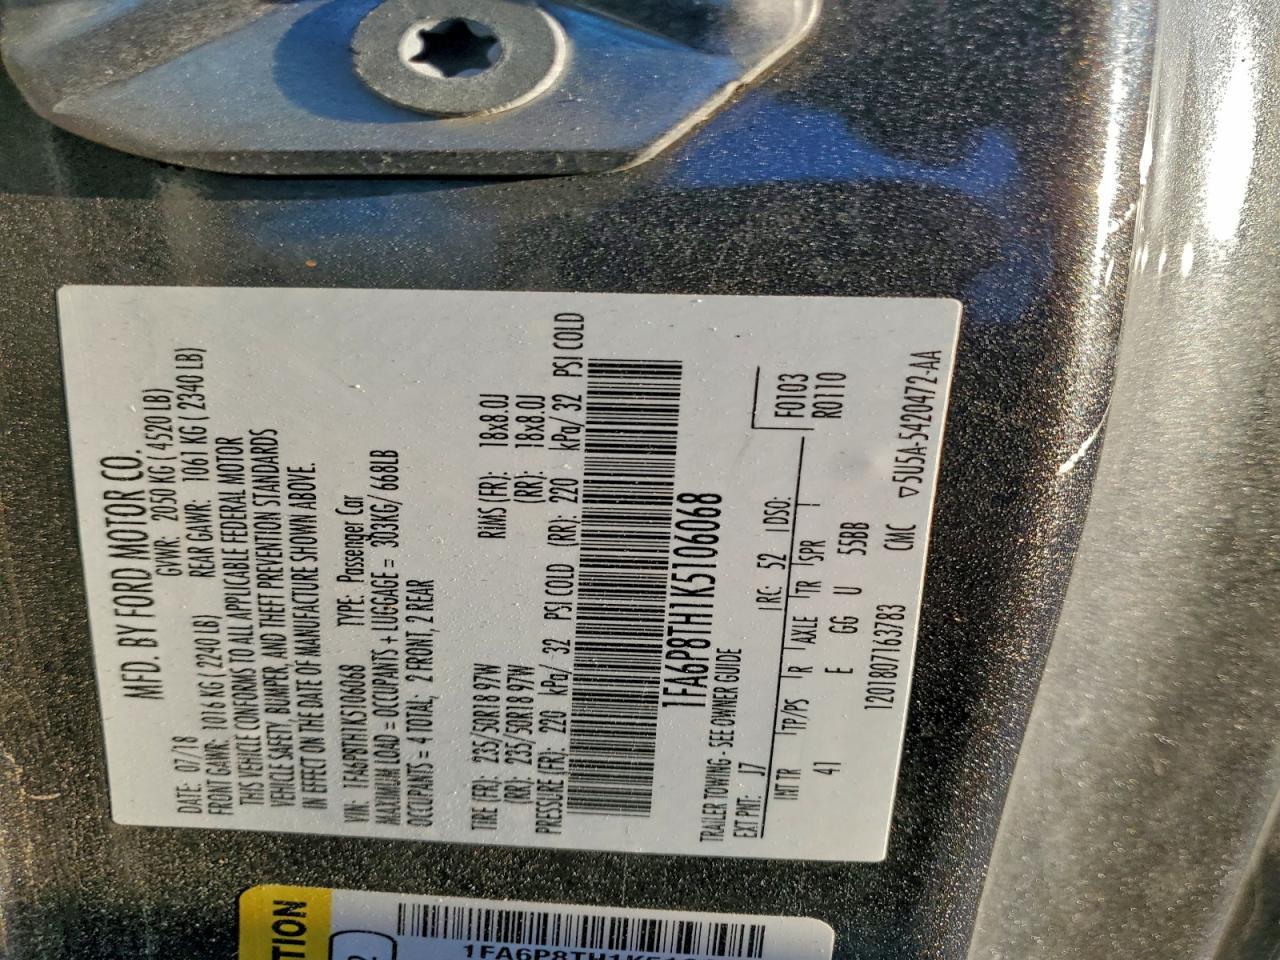 MFD. BY FORD MOTOR CO.
DATE: 07/18 GVWR: 2050 KG ( 4520 LB)
FRONT GAWR: 1016 KG ( 2240 LB) REAR GAWR: 1061 KG ( 2340 LB)
THIS VEHICLE CONFORMS TO ALL APPLICABLE FEDERAL MOTOR
VEHICLE SAFETY, BUMPER, AND THEFT PREVENTION STANDARDS
IN EFFECT ON THE DATE OF MANUFACTURE SHOWN ABOVE.
VIN: 1FA6P8TH1K5106068 TYPE: Passenger Car
MAXIMUM LOAD = OCCUPANTS + LUGGAGE = 303KG/ 668LB
OCCUPANTS = 4 TOTAL; 2 FRONT, 2 REAR
TIRE (FR): 235/50R18 97W RIMS (FR): 18x8.0J
(RR): 235/50R18 97W (RR): 18x8.0J
PRESSURE (FR): 220 kPa/ 32 PSI COLD (RR): 220 kPa/ 32 PSI COLD
1FA6P8TH1K5106068
TRAILER TOWING - SEE OWNER GUIDE
EXT PNT: J7 RC: 52 DSO: F0103
R0110
INT TR TP/PS R AXLE TR SPR
41 E GG U 55BB
1201807163783 CMC ▽5U5A-5420472-AA
TION